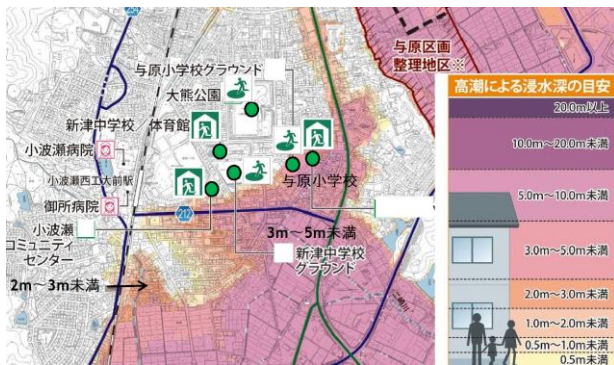 254
与原区画
整理地区※
与原小学校グラウンド
大熊公園
新津中学校
体育館
小波瀬病院
小波瀬西工大前駅
御所病院
212
与原小学校
小波瀬
コミュニティ
センター
3m～5m未満
新津中学校
グラウンド
2m～3m未満
高潮による浸水深の目安
20.0m以上
10.0m～20.0m未満
5.0m～10.0m未満
3.0m～5.0m未満
2.0m～3.0m未満
1.0m～2.0m未満
0.5m～1.0m未満
0.5m未満